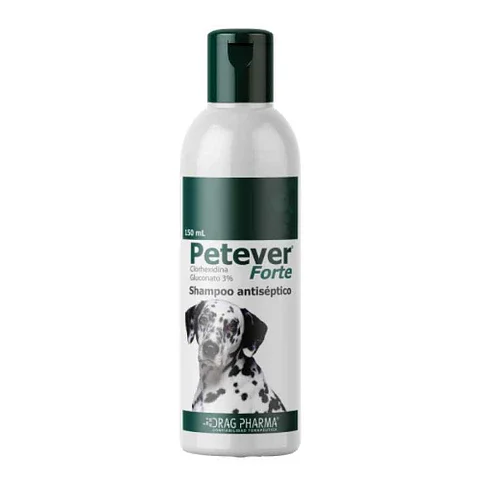 150 mL
Petever®
Forte
Clorhexidina
Gluconato 3%
Shampoo antiséptico
DRAG PHARMA